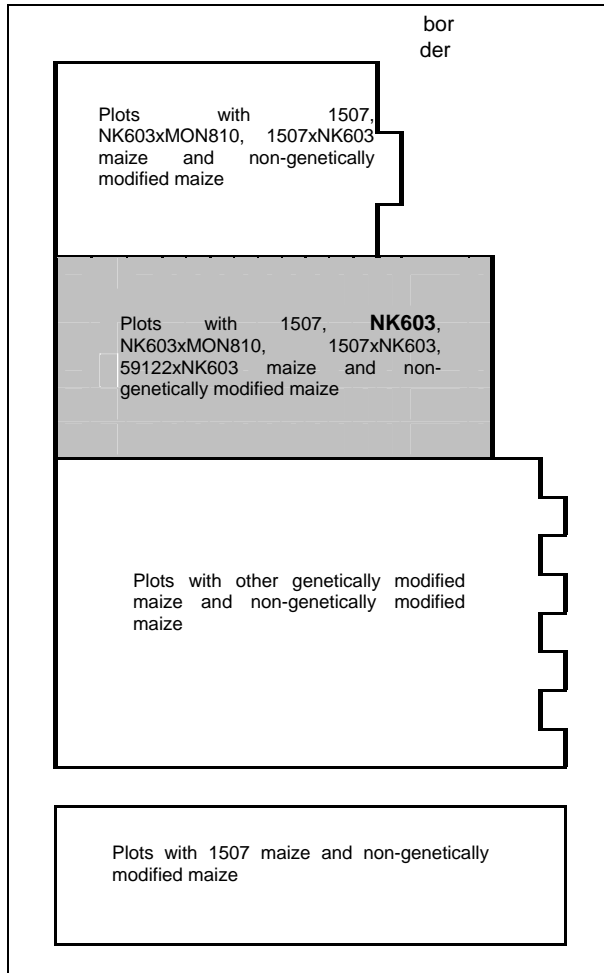 bor
der
Plots with 1507,
NK603xMON810, 1507xNK603
maize and non-genetically
modified maize
Plots with 1507, NK603,
NK603xMON810, 1507xNK603,
59122xNK603 maize and non-
genetically modified maize
Plots with other genetically modified
maize and non-genetically modified
maize
Plots with 1507 maize and non-genetically
modified maize